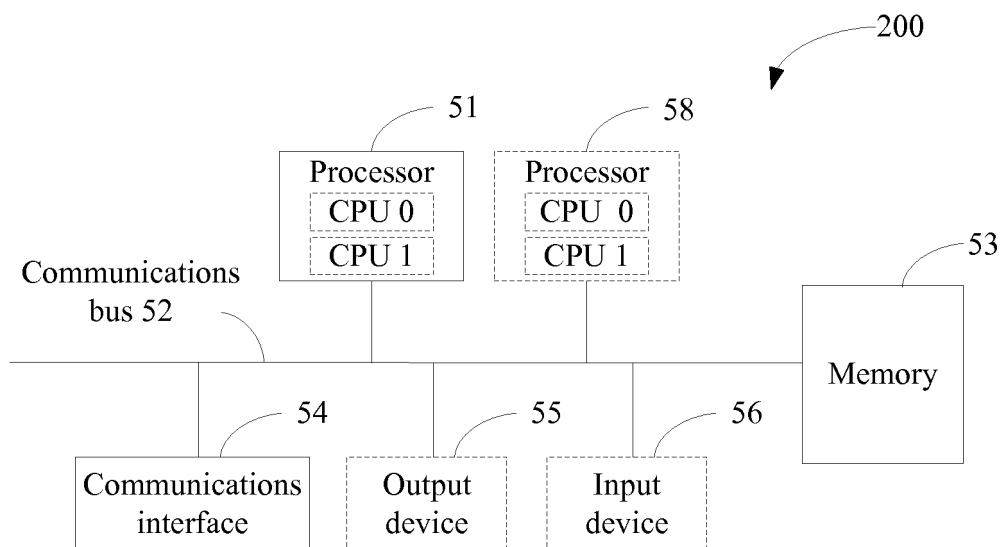 200
51
58
Processor
CPU 0
CPU 1
Processor
CPU 0
CPU 1
53
Communications
bus 52
Memory
54
55
56
Communications
interface
Output
device
Input
device